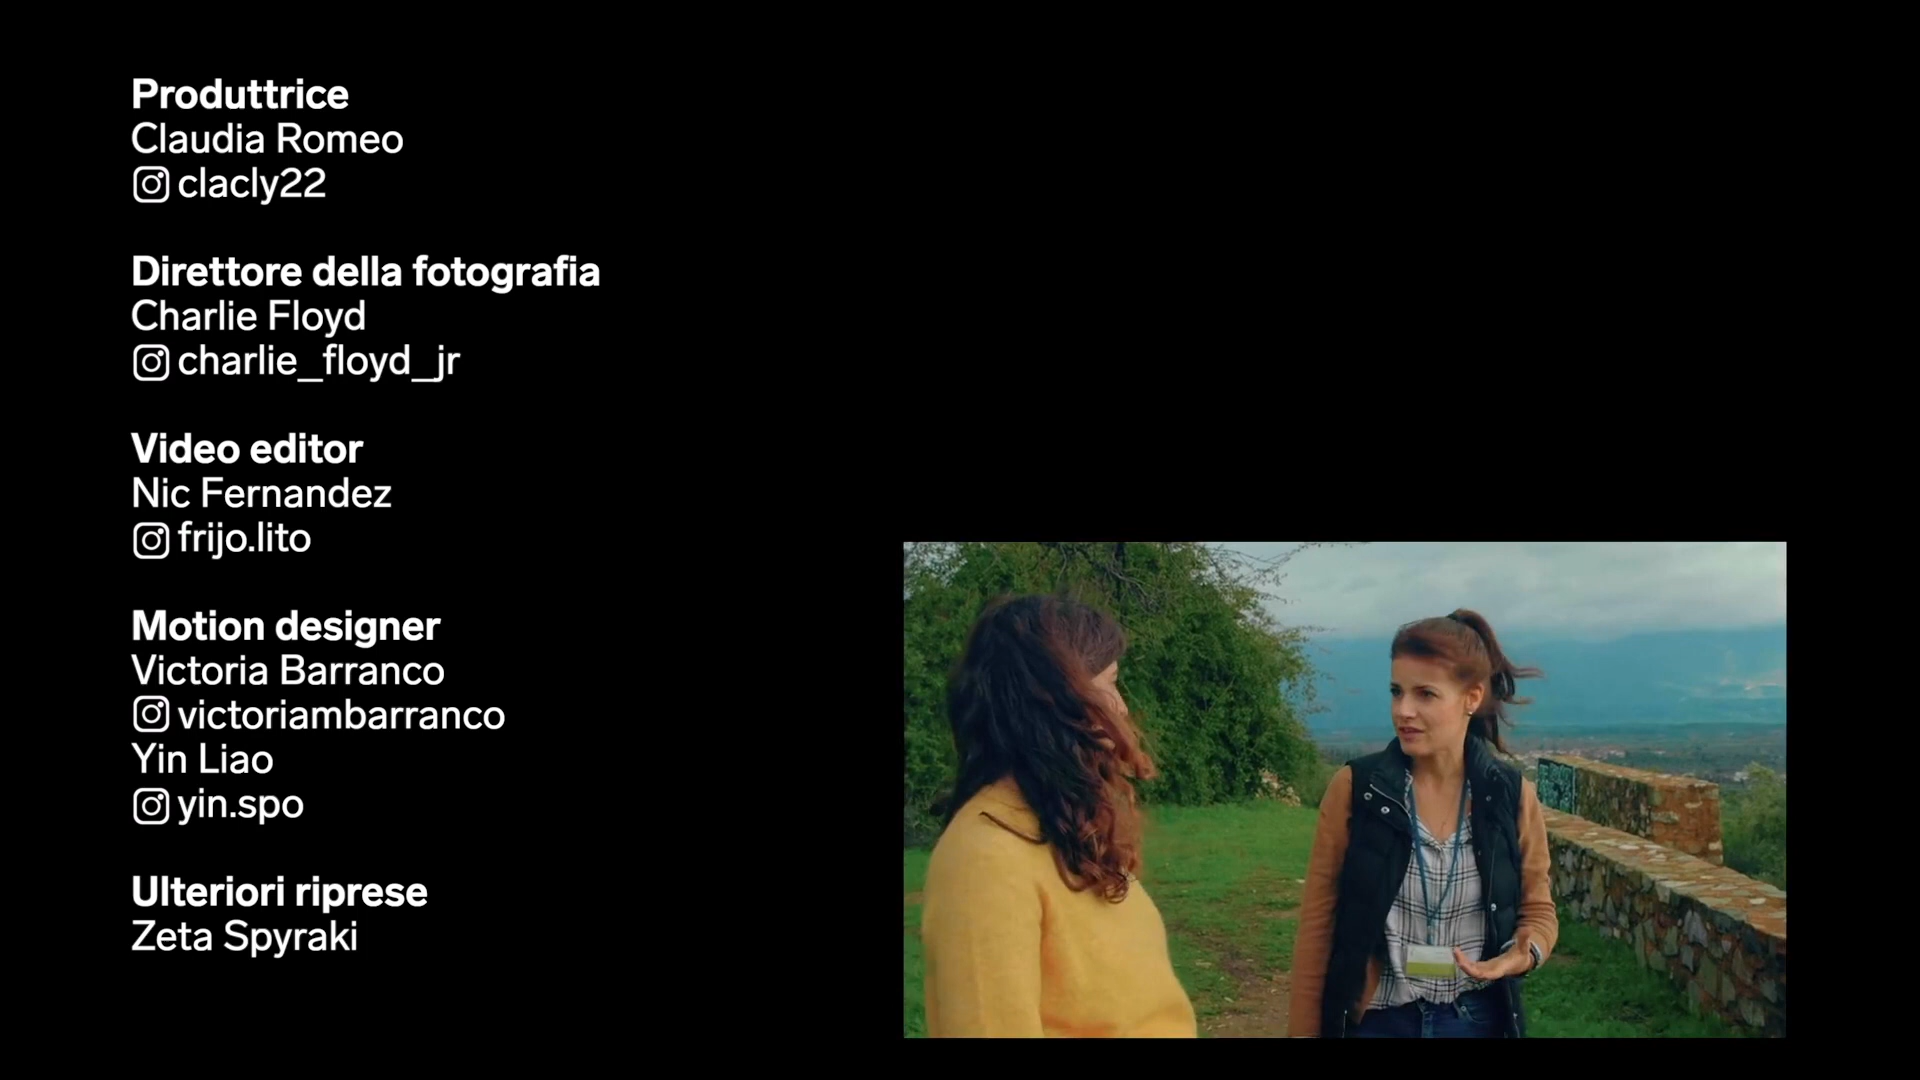 Produttrice
Claudia Romeo
clacly22
Direttore della fotografia
Charlie Floyd
charlie_floyd_jr
Video editor
Nic Fernandez
frijo.lito
Motion designer
Victoria Barranco
victoriambarranco
Yin Liao
yin.spo
Ulteriori riprese
Zeta Spyraki